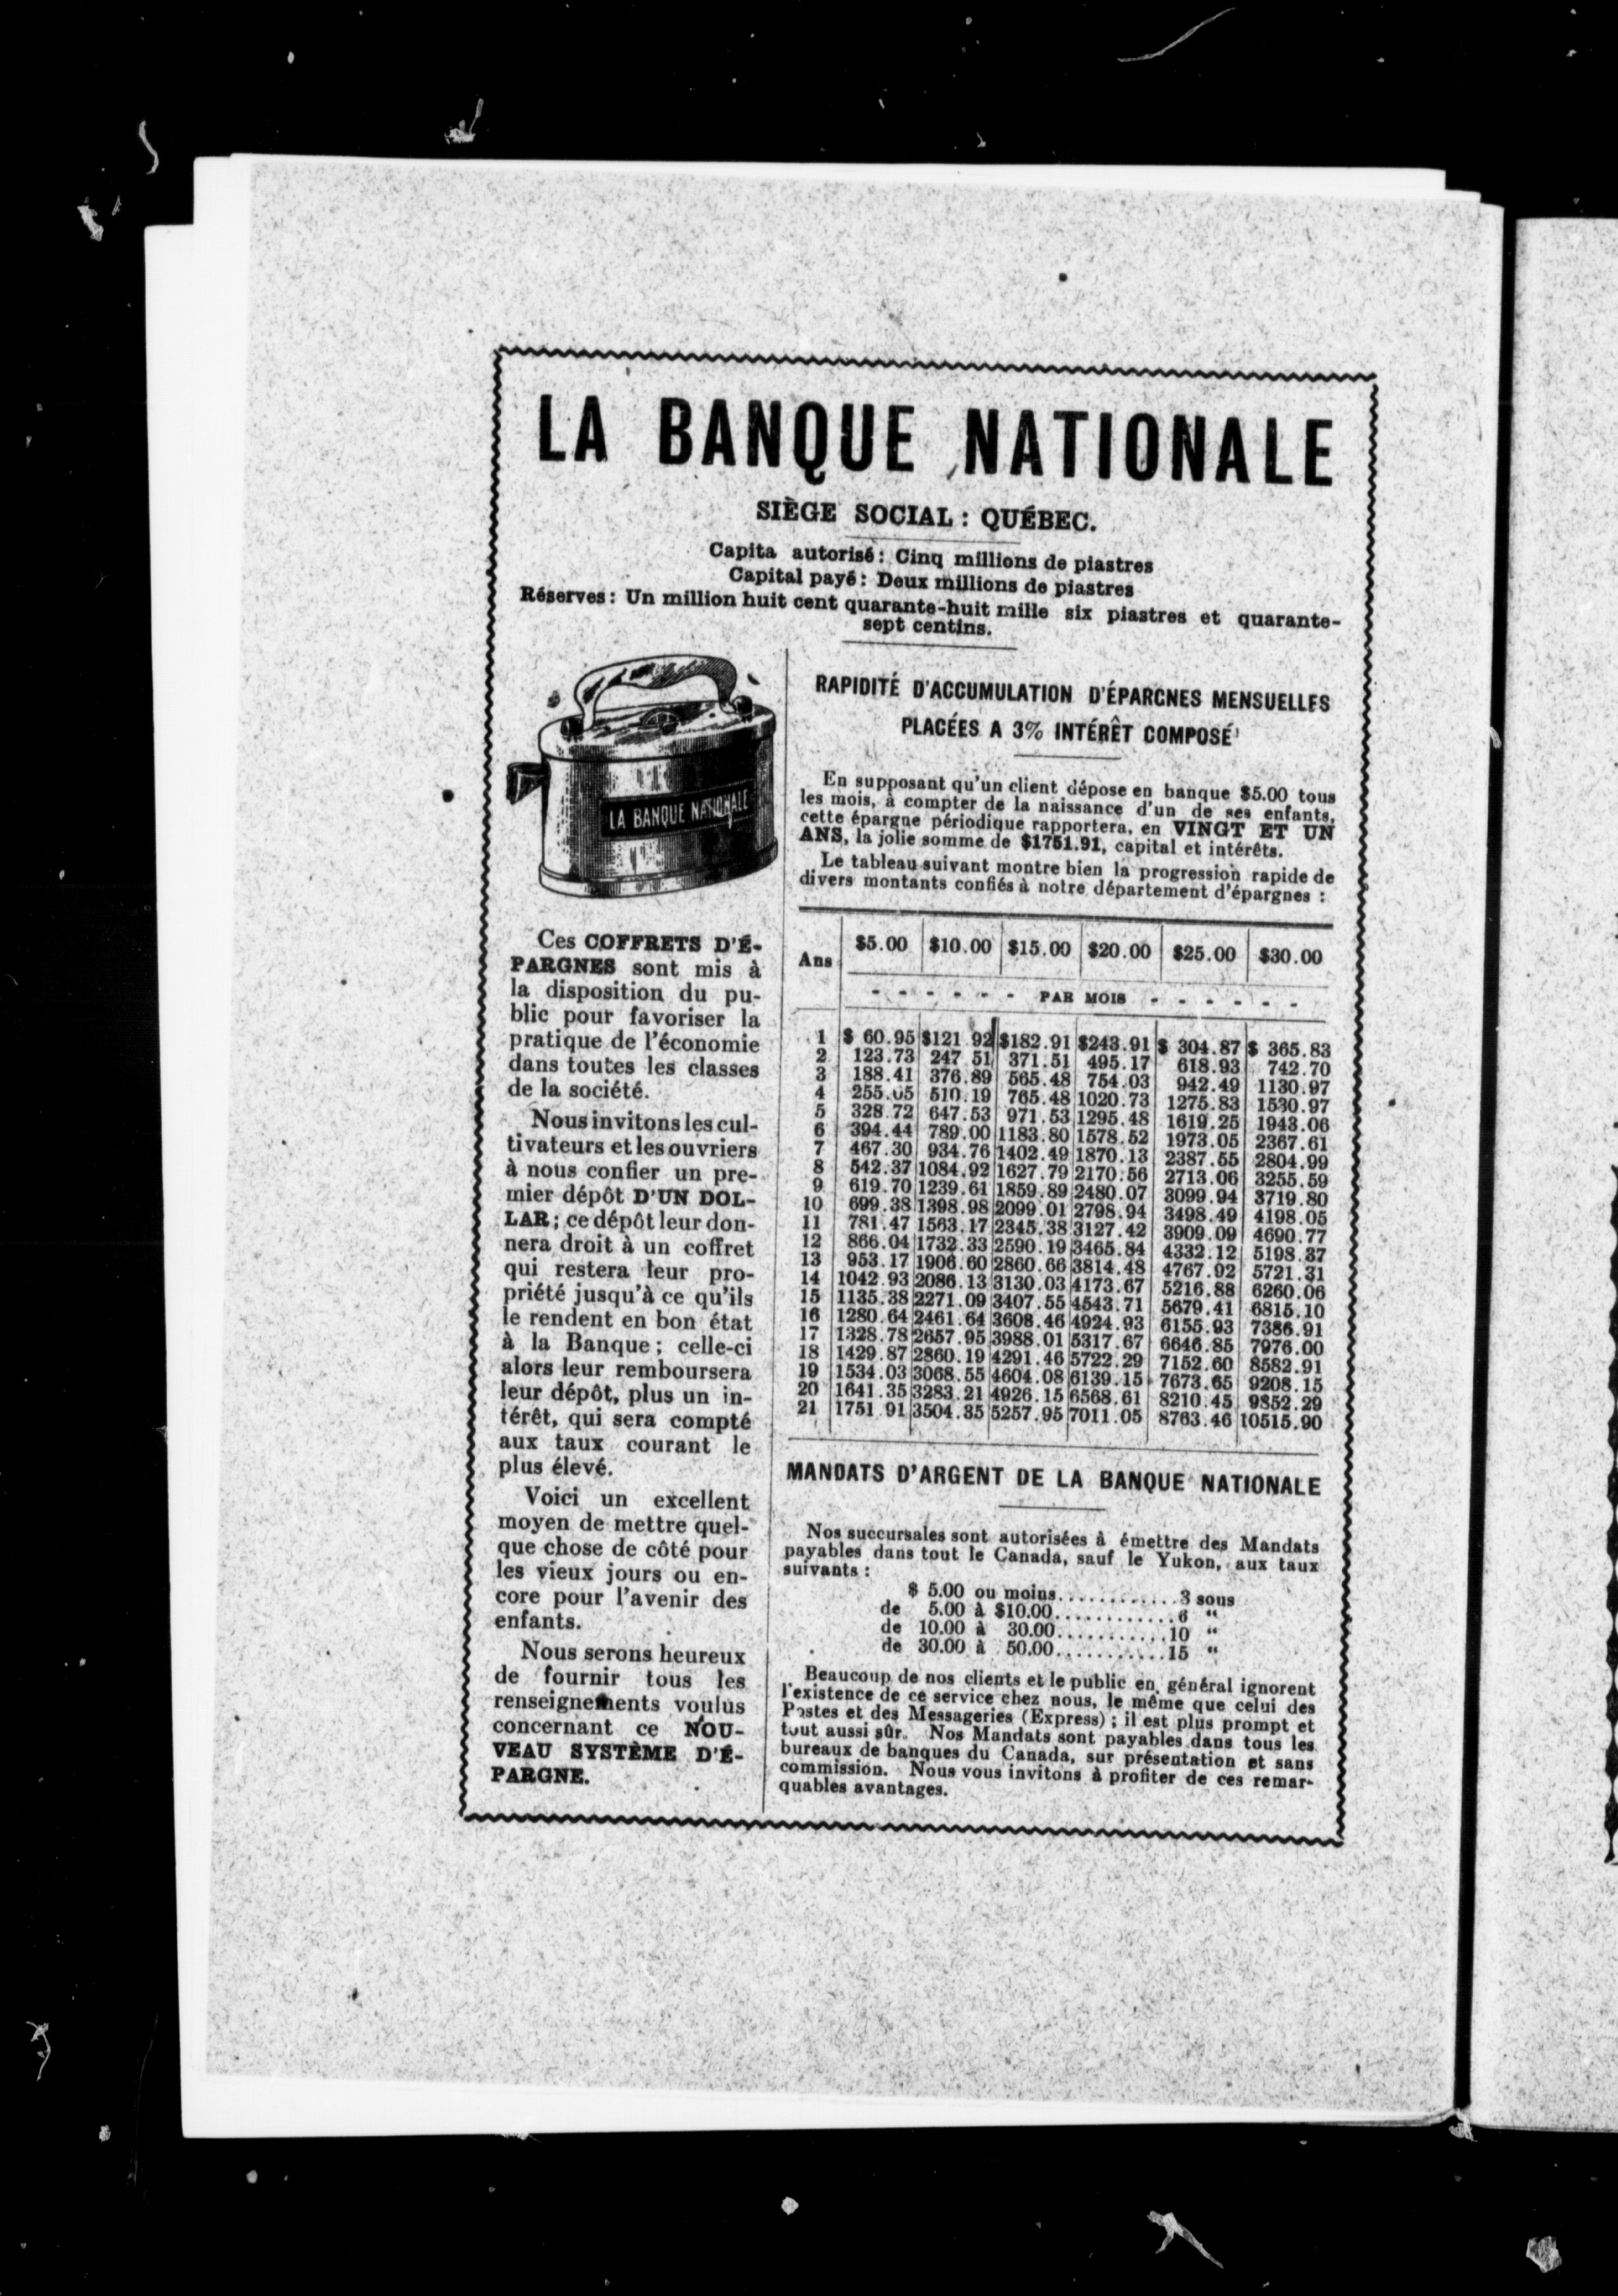 LA BANQUE NATIONALE
SIÈGE SOCIAL : QUÉBEC.
Capita autorisé : Cinq millions de piastres
Capital payé : Deux millions de piastres
Réserves : Un million huit cent quarante-huit mille six piastres et quarante-
sept centins.
LA BANQUE NATIONALE
Ces COFFRETS D'É-
PARGNES sont mis à
la disposition du pu-
blic pour favoriser la
pratique de l'économie
dans toutes les classes
de la société.
Nous invitons les cul-
tivateurs et les ouvriers
à nous confier un pre-
mier dépôt D'UN DOL-
LAR ; ce dépôt leur don-
nera droit à un coffret
qui restera leur pro-
priété jusqu'à ce qu'ils
le rendent en bon état
à la Banque ; celle-ci
alors leur remboursera
leur dépôt, plus un in-
térêt, qui sera compté
aux taux courant le
plus élevé.
Voici un excellent
moyen de mettre quel-
que chose de côté pour
les vieux jours ou en-
core pour l'avenir des
enfants.
Nous serons heureux
de fournir tous les
renseignements voulus
concernant ce NOU-
VEAU SYSTÈME D'É-
PARGNE.
RAPIDITÉ D'ACCUMULATION D'ÉPARGNES MENSUELLES
PLACÉES A 3% INTÉRÊT COMPOSÉ
En supposant qu'un client dépose en banque $5.00 tous
les mois, à compter de la naissance d'un de ses enfants,
cette épargne périodique rapportera, en VINGT ET UN
ANS, la jolie somme de $1751.91, capital et intérêts.
Le tableau suivant montre bien la progression rapide de
divers montants confiés à notre département d'épargnes :
Ans $5.00 $10.00 $15.00 $20.00 $25.00 $30.00
- - - - - - PAR MOIS - - - - - -
1 $ 60.95 $121 92 $182.91 $243.91 $ 304.87 $ 365.83
2 123.73 247 51 371.51 495.17 618.93 742.70
3 188.41 376.89 565.48 754.03 942.49 1130.97
4 255.05 510.19 765.48 1020.73 1275.83 1530.97
5 328 72 647.53 971.53 1295.48 1619.25 1943.06
6 394.44 789.00 1183.80 1578.52 1973.05 2367.61
7 467.30 934.76 1402.49 1870.13 2387.55 2804.99
8 542.37 1084.92 1627.79 2170.56 2713.06 3255.59
9 619.70 1239.61 1859.89 2480.07 3099.94 3719.80
10 699.38 1398.98 2099.01 2798.94 3498.49 4198.05
11 781.47 1563.17 2345.38 3127.42 3909.09 4690.77
12 866.04 1732.33 2590.19 3465.84 4332.12 5198.37
13 953.17 1906.60 2860.66 3814.48 4767.92 5721.31
14 1042.93 2086.13 3130.03 4173.67 5216.88 6260.06
15 1135.38 2271.09 3407.55 4543.71 5679.41 6815.10
16 1280.64 2461.64 3608.46 4924.93 6155.93 7386.91
17 1328.78 2657.95 3988.01 5317.67 6646.85 7976.00
18 1429.87 2860.19 4291.46 5722.29 7152.60 8582.91
19 1534.03 3068.55 4604.08 6139.15 7673.65 9208.15
20 1641.35 3283.21 4926.15 6568.61 8210.45 9852.29
21 1751 91 3504.35 5257.95 7011.05 8763.46 10515.90
MANDATS D'ARGENT DE LA BANQUE NATIONALE
Nos succursales sont autorisées à émettre des Mandats
payables dans tout le Canada, sauf le Yukon, aux taux
suivants :
$ 5.00 ou moins............3 sous
de 5.00 à $10.00............6 "
de 10.00 à 30.00...........10 "
de 30.00 à 50.00...........15 "
Beaucoup de nos clients et le public en général ignorent
l'existence de ce service chez nous, le même que celui des
Postes et des Messageries (Express) ; il est plus prompt et
tout aussi sûr. Nos Mandats sont payables dans tous les
bureaux de banques du Canada, sur présentation et sans
commission. Nous vous invitons à profiter de ces remar-
quables avantages.